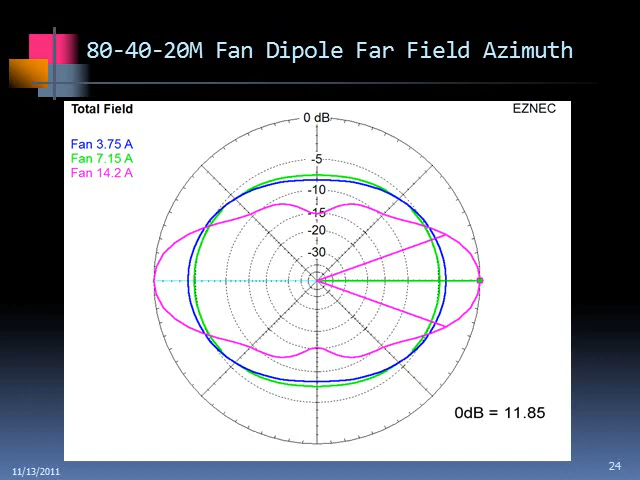 80-40-20M Fan Dipole Far Field Azimuth
Total Field
EZNEC
0 dB
Fan 3.75 A
Fan 7.15 A
Fan 14.2 A
-5
-10
-15
-20
-30
0dB = 11.85
11/13/2011
24